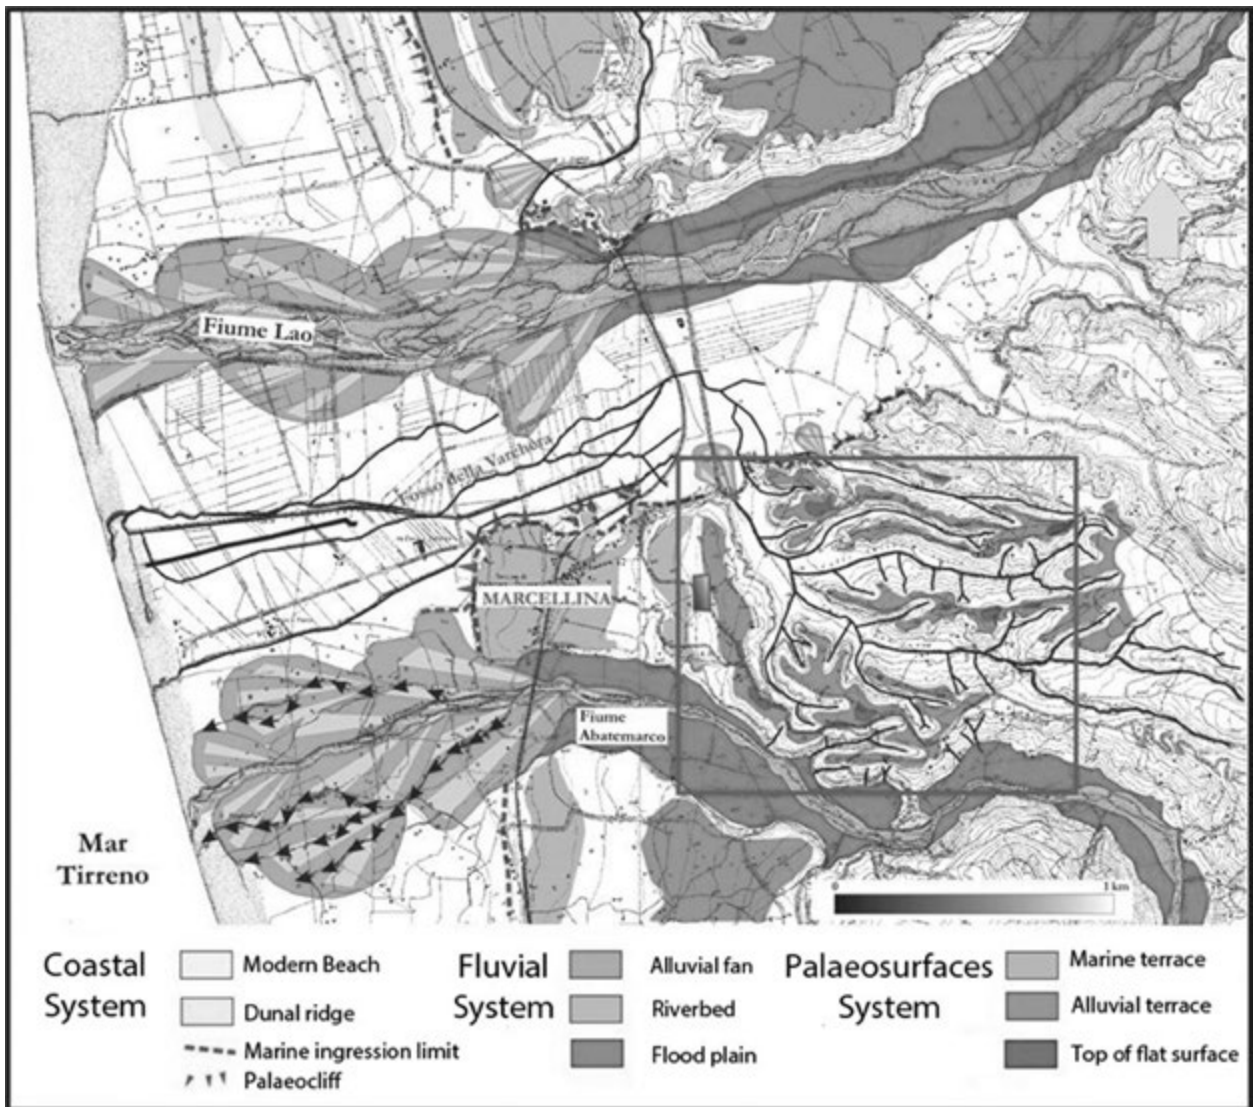 Fiume Lao
Fosso della Varchera
MARCELLINA
Fiume
Abatemarco
Mar
Tirreno
0
1 km
Coastal
System
Modern Beach
Dunal ridge
Marine ingression limit
Palaeocliff
Fluvial
System
Alluvial fan
Riverbed
Flood plain
Palaeosurfaces
System
Marine terrace
Alluvial terrace
Top of flat surface